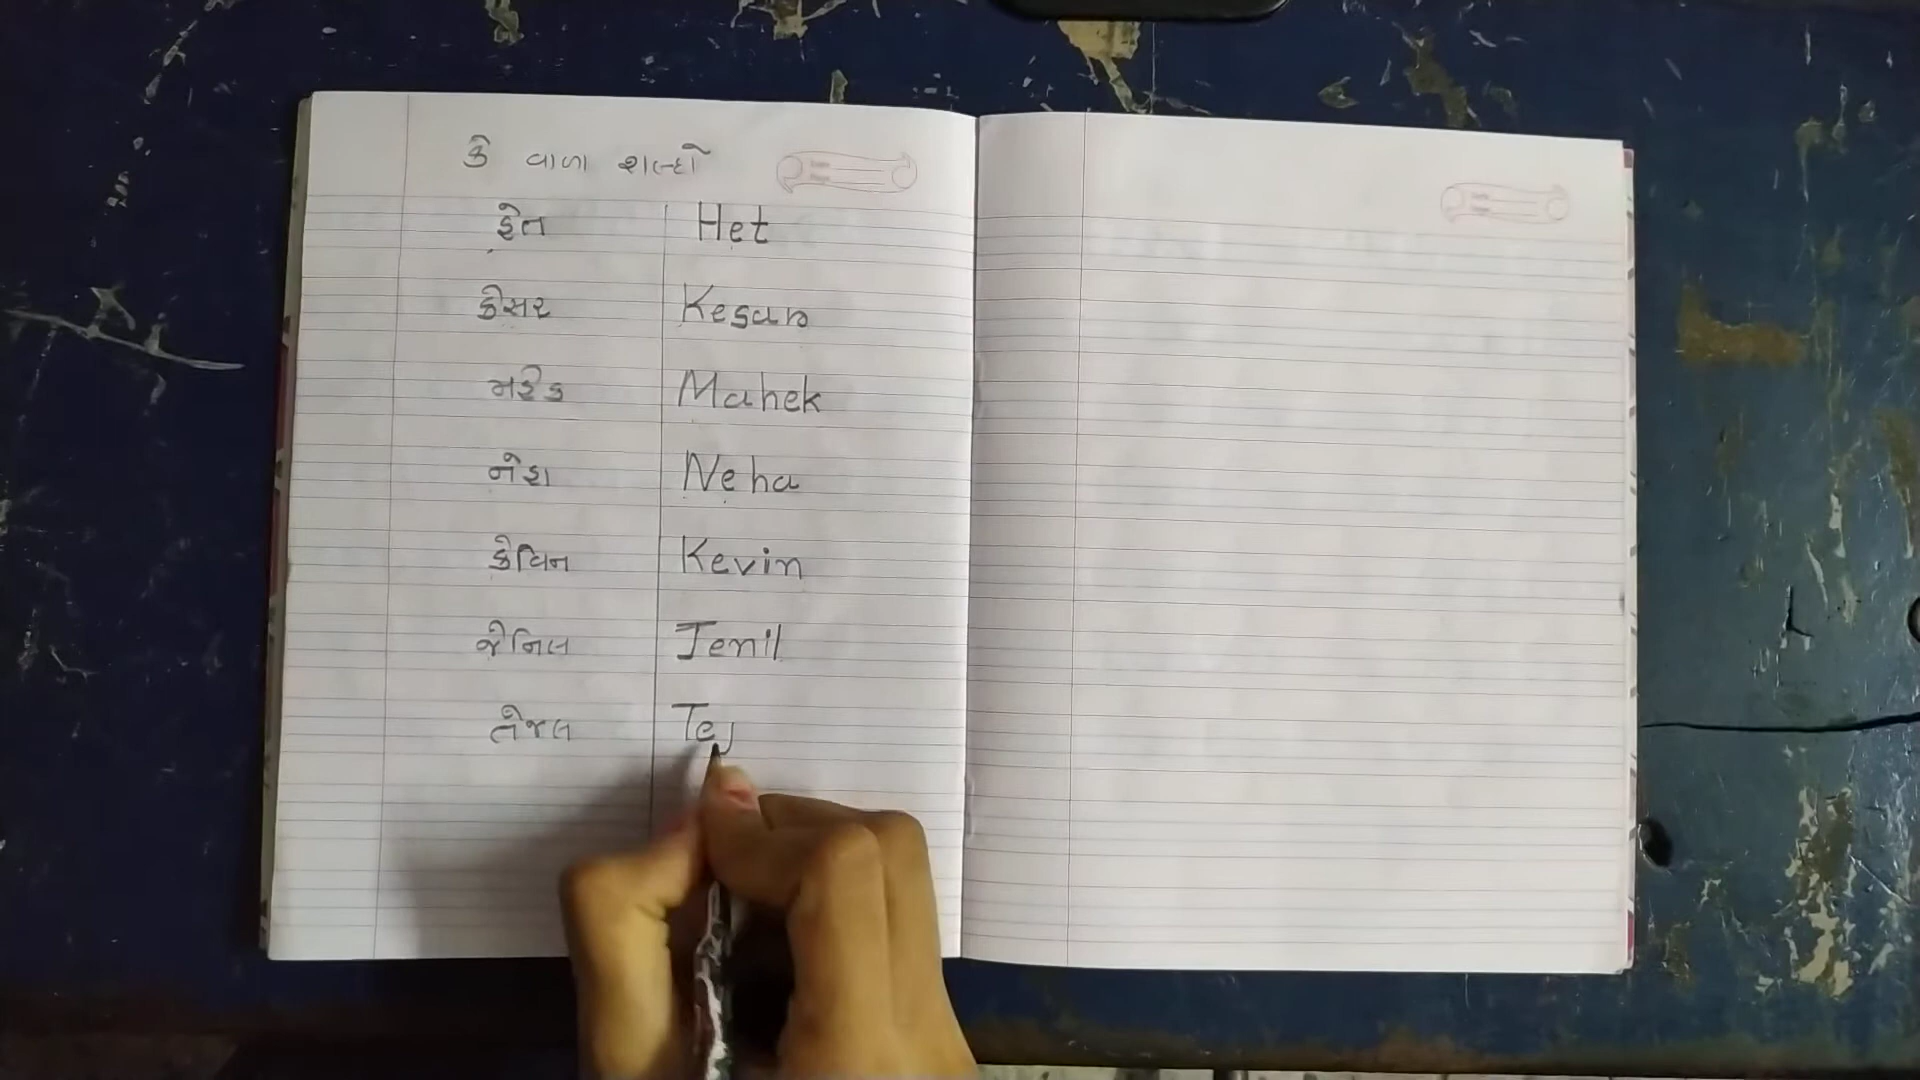 કે વાળા શબ્દો
હેત Het
કેસર Kesar
મહેક Mahek
નેહા Neha
કેવિન Kevin
જેનિલ Jenil
તેજલ Tej